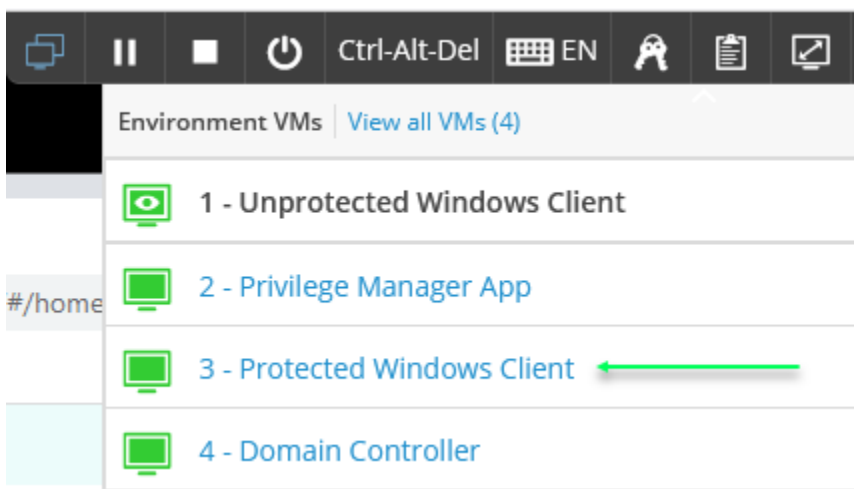 Ctrl-Alt-Del EN
Environment VMs View all VMs (4)
1 - Unprotected Windows Client
2 - Privilege Manager App
#/home
3 - Protected Windows Client
4 - Domain Controller